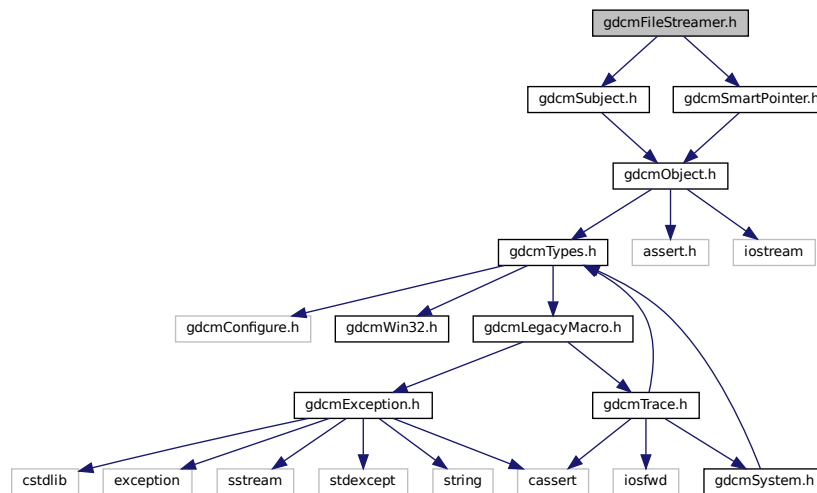 gdcmFileStreamer.h
gdcmSubject.h
gdcmSmartPointer.h
gdcmObject.h
gdcmTypes.h
assert.h
iostream
gdcmConfigure.h
gdcmWin32.h
gdcmLegacyMacro.h
gdcmException.h
gdcmTrace.h
cstdlib
exception
sstream
stdexcept
string
cassert
iosfwd
gdcmSystem.h